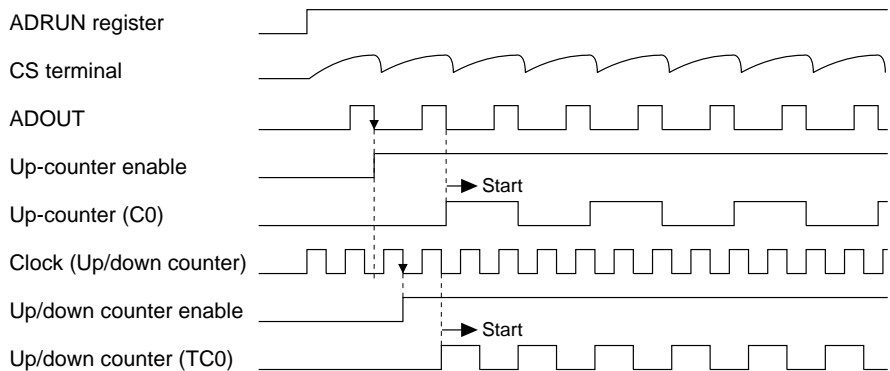 ADRUN register
CS terminal
ADOUT
Up-counter enable
Start
Up-counter (C0)
Clock (Up/down counter)
Up/down counter enable
Start
Up/down counter (TC0)